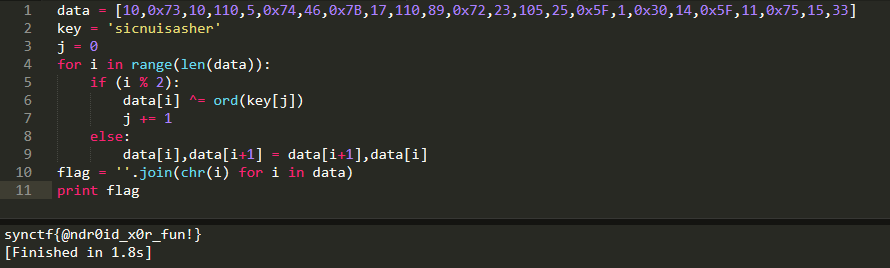 1 data = [10,0x73,10,110,5,0x74,46,0x7B,17,110,89,0x72,23,105,25,0x5F,1,0x30,14,0x5F,11,0x75,15,33]
2 key = 'sicnuisasher'
3 j = 0
4 for i in range(len(data)):
5     if (i % 2):
6         data[i] ^= ord(key[j])
7         j += 1
8     else:
9         data[i],data[i+1] = data[i+1],data[i]
10 flag = ''.join(chr(i) for i in data)
11 print flag
synctf{@ndr0id_x0r_fun!}
[Finished in 1.8s]